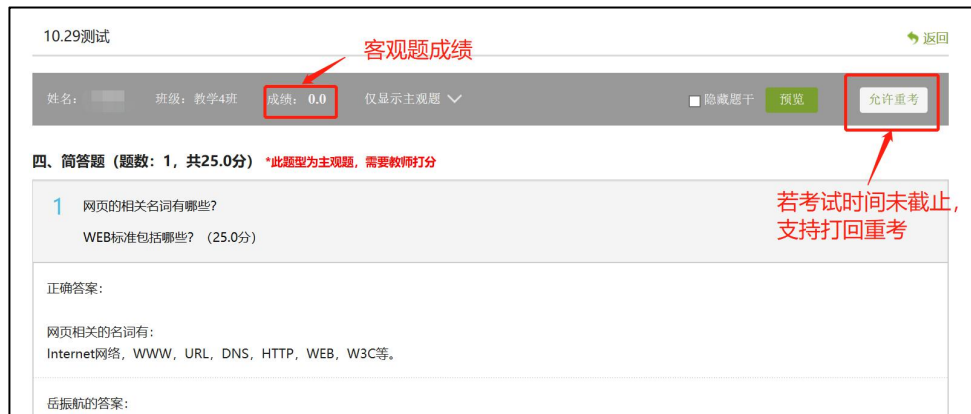 10.29测试
返回
客观题成绩
姓名:
班级: 教学4班
成绩: 0.0
仅显示主观题
隐藏题干
预览
允许重考
四、简答题(题数: 1, 共25.0分) *此题型为主观题, 需要教师打分
若考试时间未截止,
支持打回重考
1 网页的相关名词有哪些?
WEB标准包括哪些? (25.0分)
正确答案:
网页相关的名词有:
Internet网络, WWW, URL, DNS, HTTP, WEB, W3C等。
岳振航的答案: